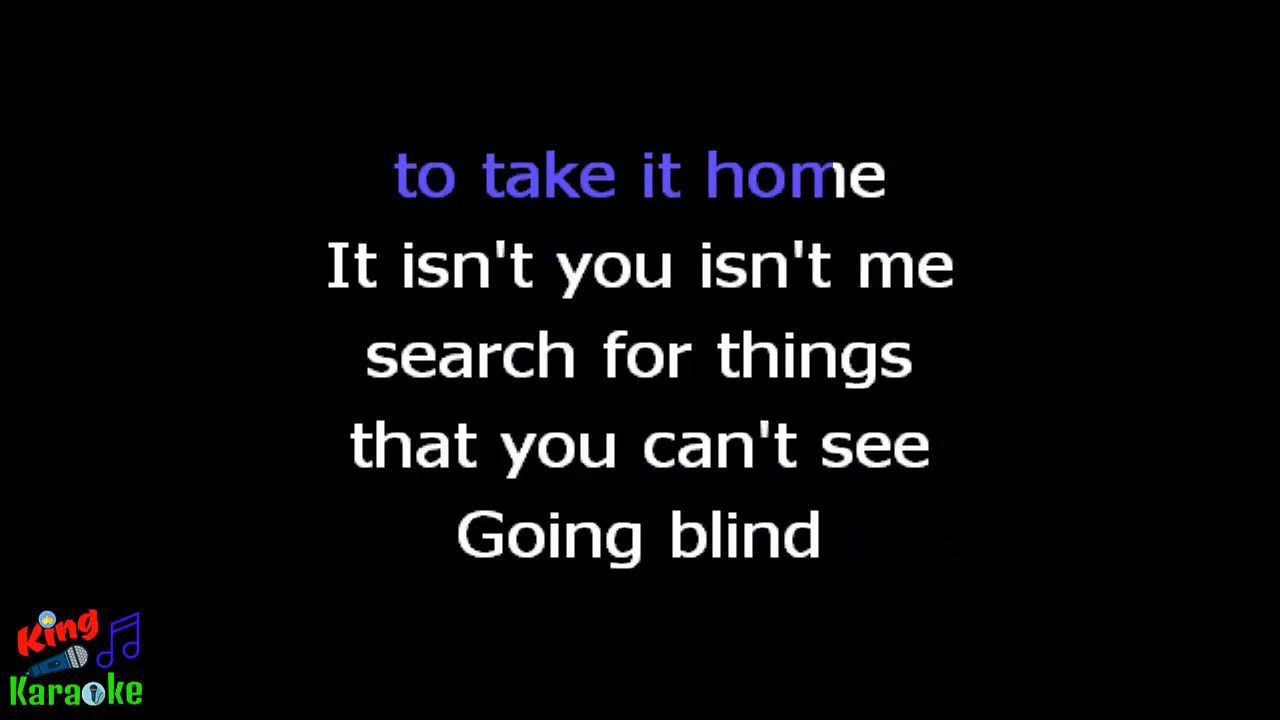 to take it home
It isn't you isn't me
search for things
that you can't see
Going blind
King
Karaoke